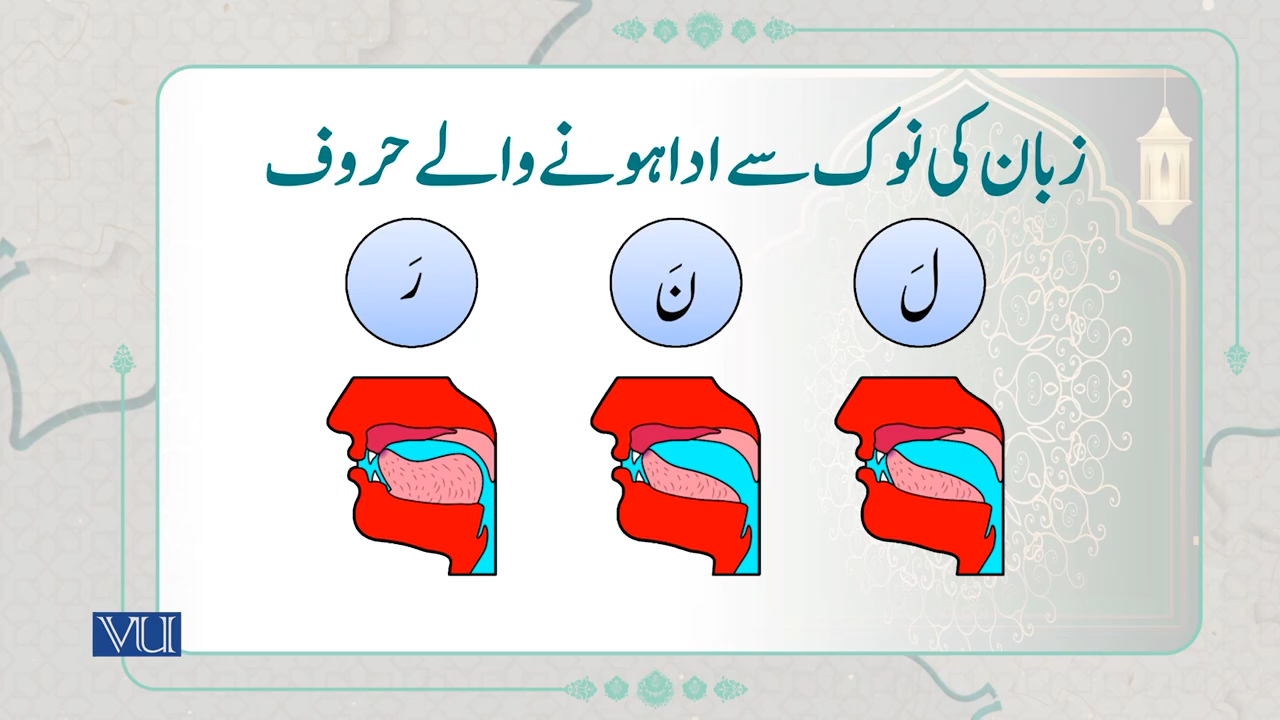 زبان کی نوک سے ادا ہونے والے حروف
لَ نَ رَ
VU